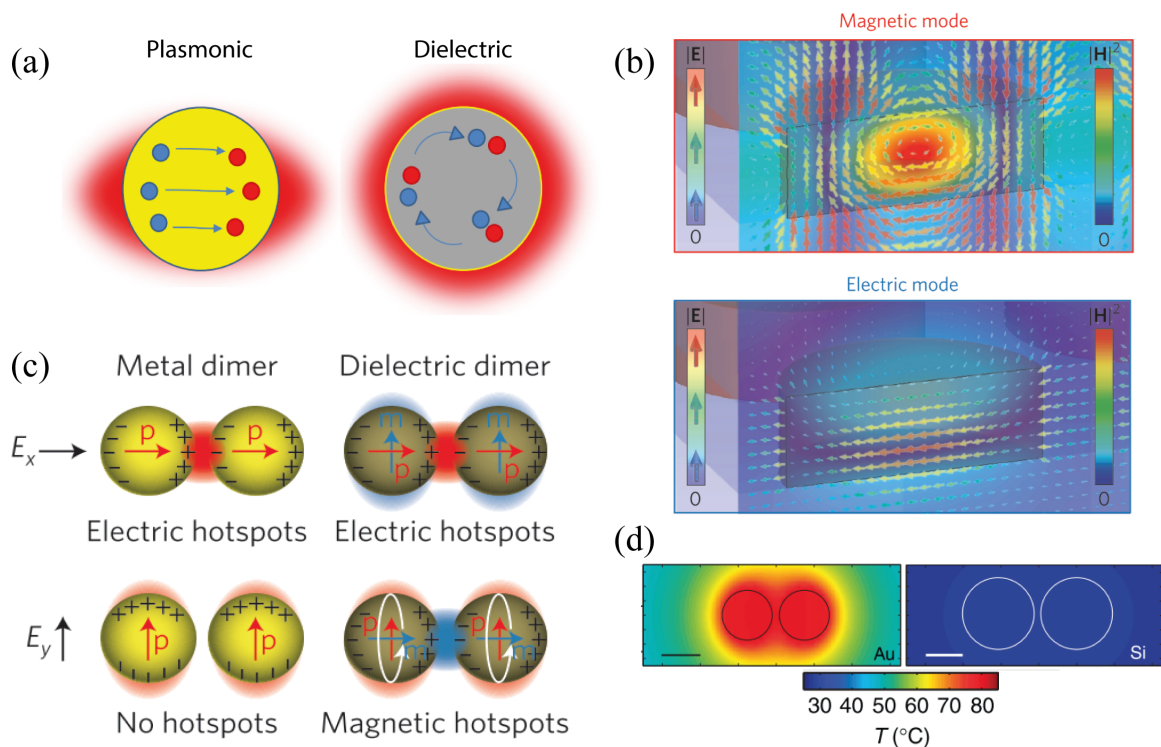 (a)
Plasmonic
Dielectric
(b)
Magnetic mode
|E|
|H|²
0
0
Electric mode
|E|
|H|²
0
0
(c)
Metal dimer
Dielectric dimer
Eₓ
p
p
m
p
m
p
Electric hotspots
Electric hotspots
E_y
p
p
p
m
p
m
No hotspots
Magnetic hotspots
(d)
Au
Si
30 40 50 60 70 80
T (°C)